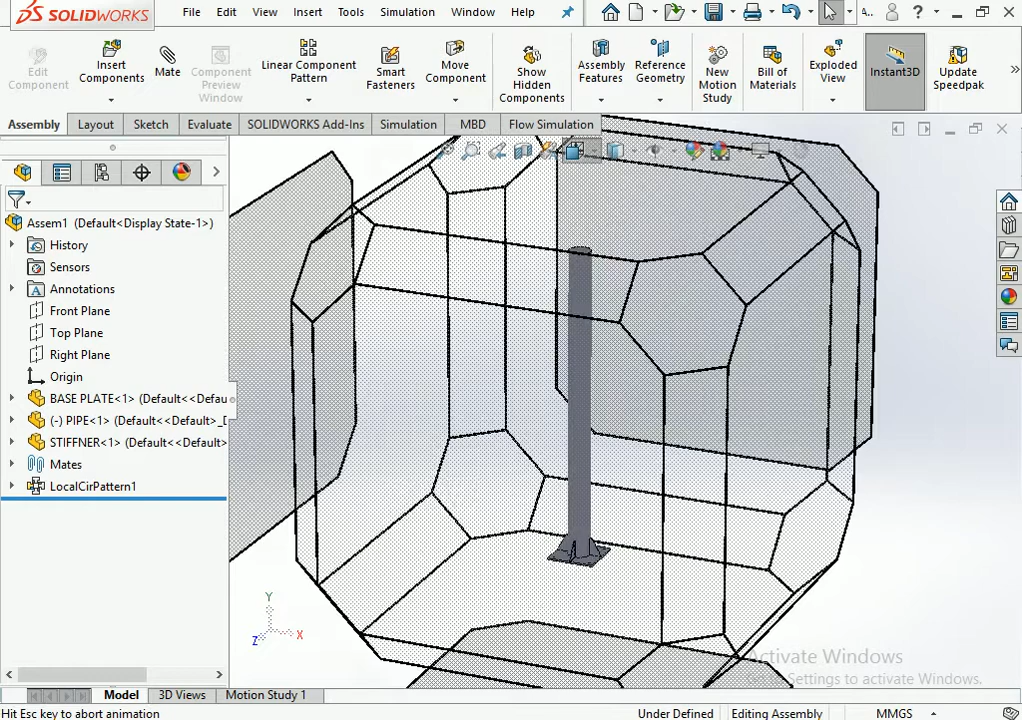 SOLIDWORKS File Edit View Insert Tools Simulation Window Help A.. ?
Edit Component
Insert Components
Mate
Component Preview Window
Linear Component Pattern
Smart Fasteners
Move Component
Show Hidden Components
Assembly Features
Reference Geometry
New Motion Study
Bill of Materials
Exploded View
Instant3D
Update Speedpak
Assembly Layout Sketch Evaluate SOLIDWORKS Add-Ins Simulation MBD Flow Simulation
Assem1 (Default<Display State-1>)
History
Sensors
Annotations
Front Plane
Top Plane
Right Plane
Origin
BASE PLATE<1> (Default<<Defau
(-) PIPE<1> (Default<<Default>_D
STIFFNER<1> (Default<<Default>
Mates
LocalCirPattern1
Y
Z X
Activate Windows
Go to Settings to activate Windows.
Model 3D Views Motion Study 1
Hit Esc key to abort animation Under Defined Editing Assembly MMGS